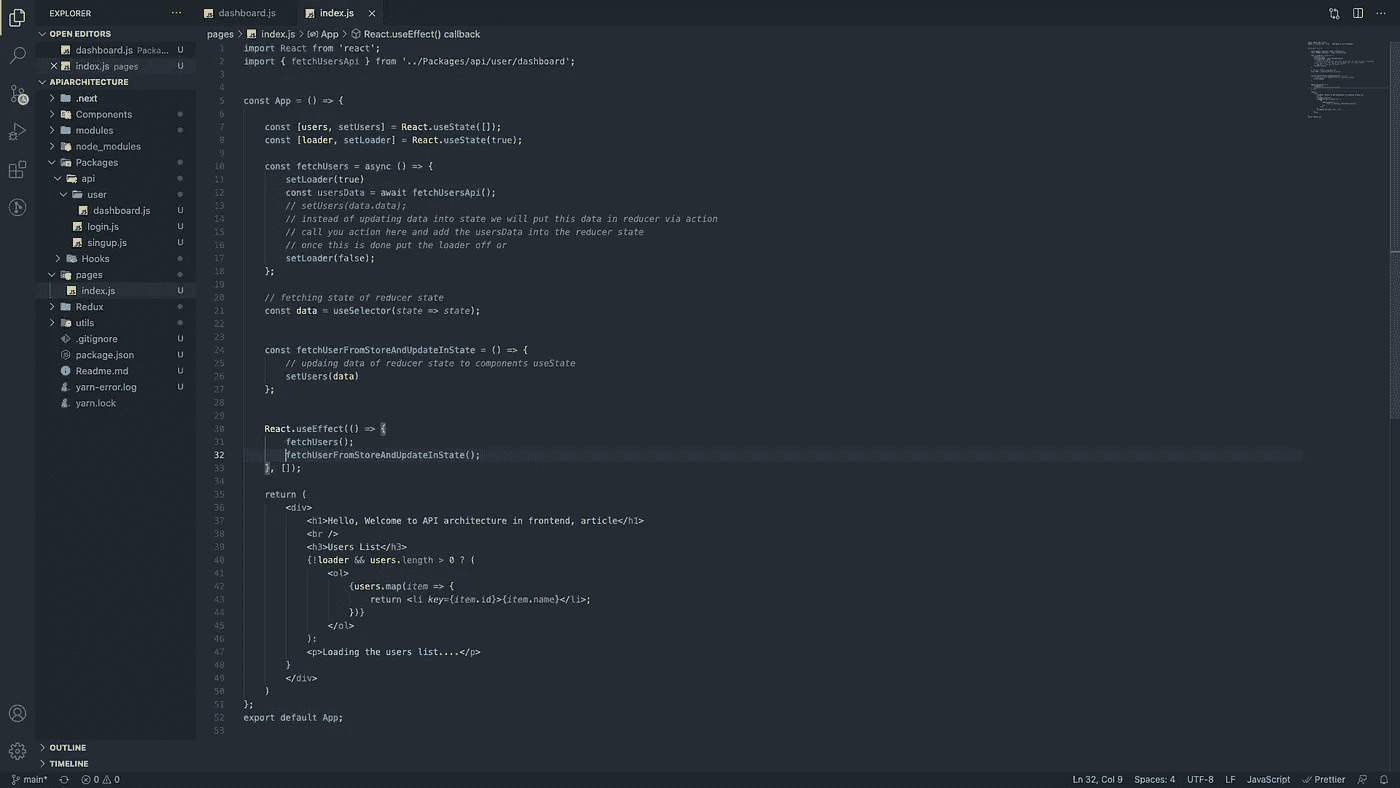 EXPLORER
···
dashboard.js
index.js
OPEN EDITORS
dashboard.js Packa... U
index.js pages U
APIARCHITECTURE
.next
Components
modules
node_modules
Packages
api
user
dashboard.js U
login.js U
singup.js U
Hooks
pages
index.js U
Redux
utils
.gitignore U
package.json U
Readme.md U
yarn-error.log U
yarn.lock
OUTLINE
TIMELINE
pages > index.js > App > React.useEffect() callback
1 import React from 'react';
2 import { fetchUsersApi } from '../Packages/api/user/dashboard';
3
4
5 const App = () => {
6
7 const [users, setUsers] = React.useState([]);
8 const [loader, setLoader] = React.useState(true);
9
10 const fetchUsers = async () => {
11 setLoader(true)
12 const usersData = await fetchUsersApi();
13 // setUsers(data.data);
14 // instead of updating data into state we will put this data in reducer via action
15 // call you action here and add the usersData into the reducer state
16 // once this is done put the loader off or
17 setLoader(false);
18 };
19
20 // fetching state of reducer state
21 const data = useSelector(state => state);
22
23
24 const fetchUserFromStoreAndUpdateInState = () => {
25 // updaing data of reducer state to components useState
26 setUsers(data)
27 };
28
29
30 React.useEffect(() => {
31 fetchUsers();
32 fetchUserFromStoreAndUpdateInState();
33 }, []);
34
35 return (
36 <div>
37 <h1>Hello, Welcome to API architecture in frontend, article</h1>
38 <br />
39 <h3>Users List</h3>
40 {!loader && users.length > 0 ? (
41 <ol>
42 {users.map(item => {
43 return <li key={item.id}>{item.name}</li>;
44 })}
45 </ol>
46 ):
47 <p>Loading the users list....</p>
48 }
49 </div>
50 )
51 };
52 export default App;
53
main* 0 0
Ln 32, Col 9 Spaces: 4 UTF-8 LF JavaScript Prettier